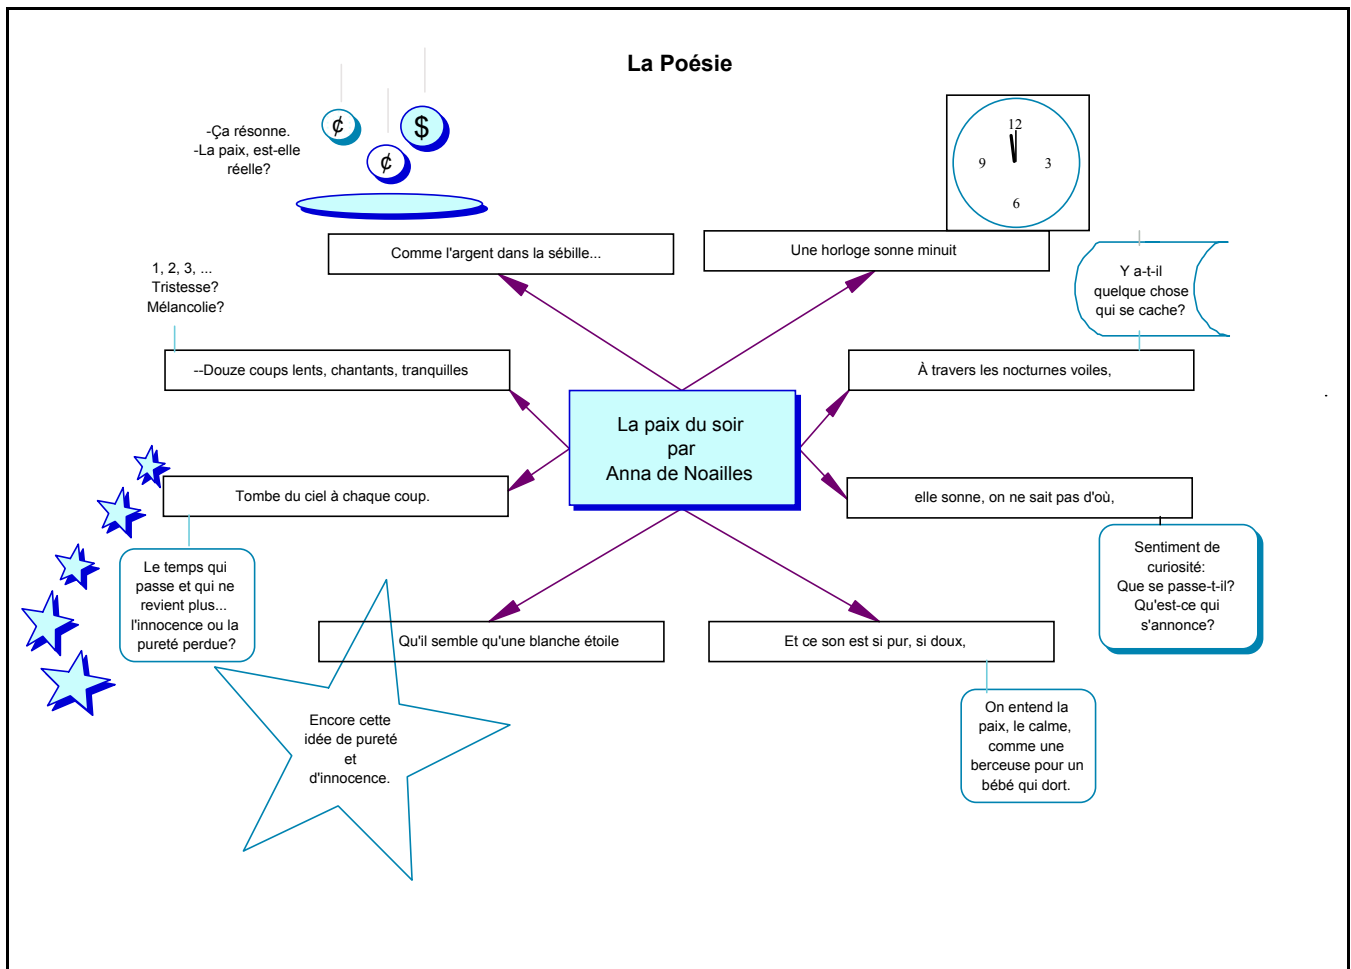 La Poésie
-Ça résonne.
-La paix, est-elle
réelle?
¢
¢
$
12
9
3
6
Comme l'argent dans la sébille...
Une horloge sonne minuit
1, 2, 3, ...
Tristesse?
Mélancolie?
Y a-t-il
quelque chose
qui se cache?
--Douze coups lents, chantants, tranquilles
À travers les nocturnes voiles,
La paix du soir
par
Anna de Noailles
Tombe du ciel à chaque coup.
elle sonne, on ne sait pas d'où,
Le temps qui
passe et qui ne
revient plus...
l'innocence ou la
pureté perdue?
Sentiment de
curiosité:
Que se passe-t-il?
Qu'est-ce qui
s'annonce?
Qu'il semble qu'une blanche étoile
Et ce son est si pur, si doux,
Encore cette
idée de pureté
et
d'innocence.
On entend la
paix, le calme,
comme une
berceuse pour un
bébé qui dort.